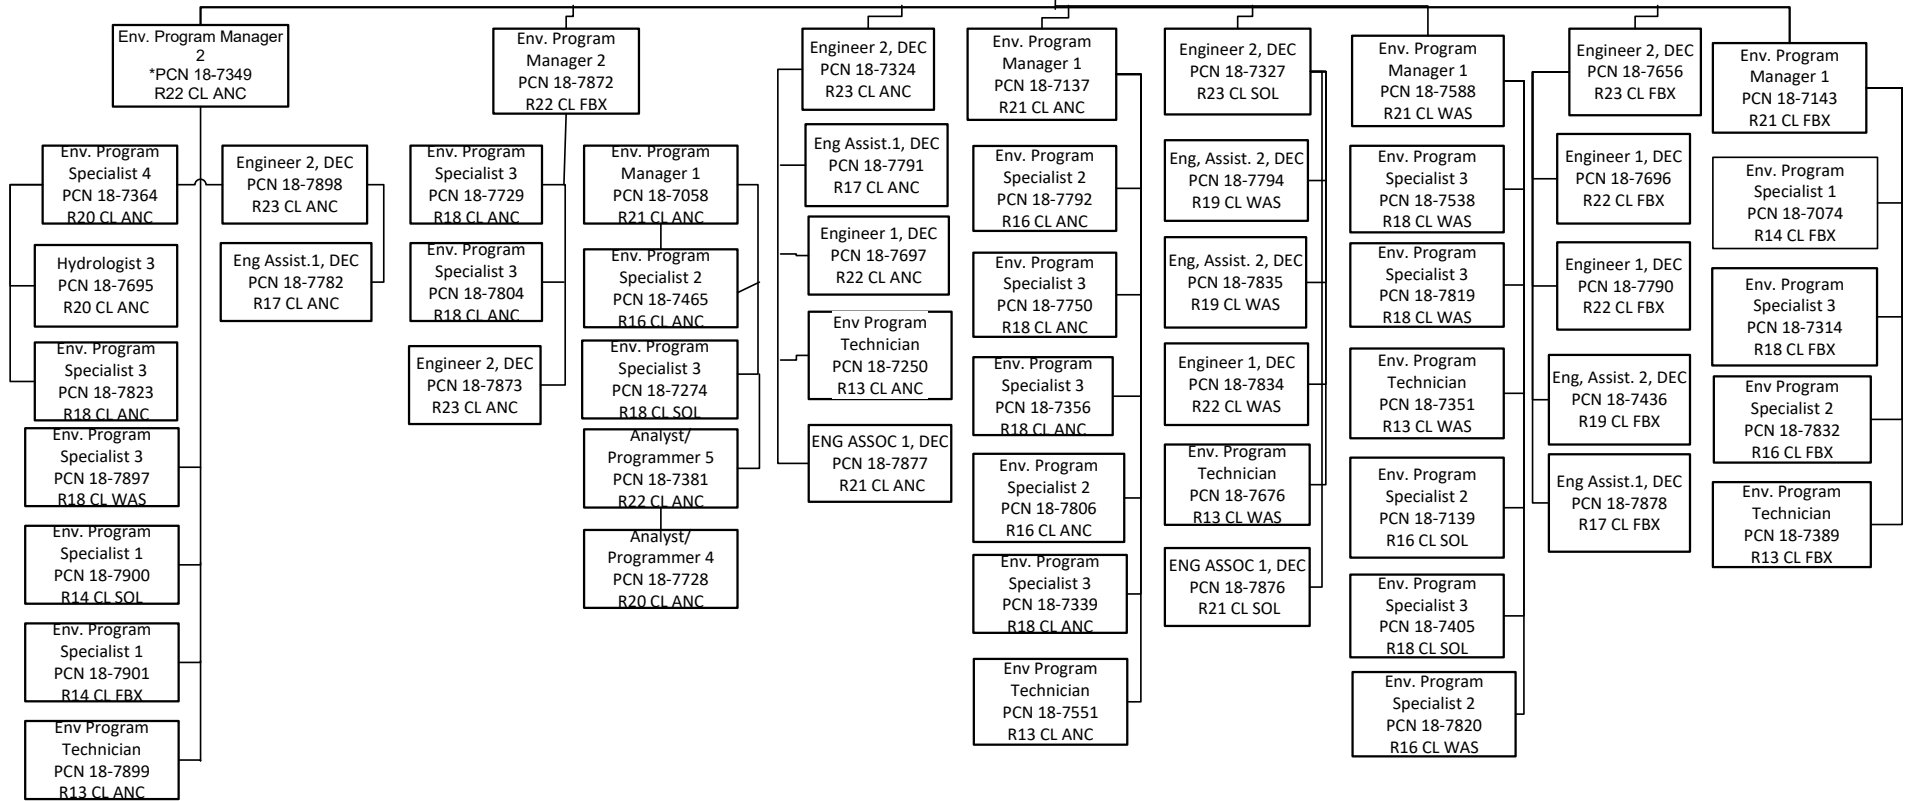 Env. Program Manager
2
*PCN 18-7349
R22 CL ANC
Env. Program
Specialist 4
PCN 18-7364
R20 CL ANC
Hydrologist 3
PCN 18-7695
R20 CL ANC
Env. Program
Specialist 3
PCN 18-7823
R18 CL ANC
Env. Program
Specialist 3
PCN 18-7897
R18 CL WAS
Env. Program
Specialist 1
PCN 18-7900
R14 CL SOL
Env. Program
Specialist 1
PCN 18-7901
R14 CL FBX
Env Program
Technician
PCN 18-7899
R13 CL ANC
Engineer 2, DEC
PCN 18-7898
R23 CL ANC
Eng Assist.1, DEC
PCN 18-7782
R17 CL ANC
Env. Program
Manager 2
PCN 18-7872
R22 CL FBX
Env. Program
Specialist 3
PCN 18-7729
R18 CL ANC
Env. Program
Specialist 3
PCN 18-7804
R18 CL ANC
Engineer 2, DEC
PCN 18-7873
R23 CL ANC
Env. Program
Manager 1
PCN 18-7058
R21 CL ANC
Env. Program
Specialist 2
PCN 18-7465
R16 CL ANC
Env. Program
Specialist 3
PCN 18-7274
R18 CL SOL
Analyst/
Programmer 5
PCN 18-7381
R22 CL ANC
Analyst/
Programmer 4
PCN 18-7728
R20 CL ANC
Engineer 2, DEC
PCN 18-7324
R23 CL ANC
Eng Assist.1, DEC
PCN 18-7791
R17 CL ANC
Engineer 1, DEC
PCN 18-7697
R22 CL ANC
Env Program
Technician
PCN 18-7250
R13 CL ANC
ENG ASSOC 1, DEC
PCN 18-7877
R21 CL ANC
Env. Program
Manager 1
PCN 18-7137
R21 CL ANC
Env. Program
Specialist 2
PCN 18-7792
R16 CL ANC
Env. Program
Specialist 3
PCN 18-7750
R18 CL ANC
Env. Program
Specialist 3
PCN 18-7356
R18 CL ANC
Env. Program
Specialist 2
PCN 18-7806
R16 CL ANC
Env. Program
Specialist 3
PCN 18-7339
R18 CL ANC
Env Program
Technician
PCN 18-7551
R13 CL ANC
Engineer 2, DEC
PCN 18-7327
R23 CL SOL
Eng, Assist. 2, DEC
PCN 18-7794
R19 CL WAS
Eng, Assist. 2, DEC
PCN 18-7835
R19 CL WAS
Engineer 1, DEC
PCN 18-7834
R22 CL WAS
Env. Program
Technician
PCN 18-7676
R13 CL WAS
ENG ASSOC 1, DEC
PCN 18-7876
R21 CL SOL
Env. Program
Manager 1
PCN 18-7588
R21 CL WAS
Env. Program
Specialist 3
PCN 18-7538
R18 CL WAS
Env. Program
Specialist 3
PCN 18-7819
R18 CL WAS
Env. Program
Technician
PCN 18-7351
R13 CL WAS
Env. Program
Specialist 2
PCN 18-7139
R16 CL SOL
Env. Program
Specialist 3
PCN 18-7405
R18 CL SOL
Env. Program
Specialist 2
PCN 18-7820
R16 CL WAS
Engineer 2, DEC
PCN 18-7656
R23 CL FBX
Engineer 1, DEC
PCN 18-7696
R22 CL FBX
Engineer 1, DEC
PCN 18-7790
R22 CL FBX
Eng, Assist. 2, DEC
PCN 18-7436
R19 CL FBX
Eng Assist.1, DEC
PCN 18-7878
R17 CL FBX
Env. Program
Manager 1
PCN 18-7143
R21 CL FBX
Env. Program
Specialist 1
PCN 18-7074
R14 CL FBX
Env. Program
Specialist 3
PCN 18-7314
R18 CL FBX
Env Program
Specialist 2
PCN 18-7832
R16 CL FBX
Env. Program
Technician
PCN 18-7389
R13 CL FBX